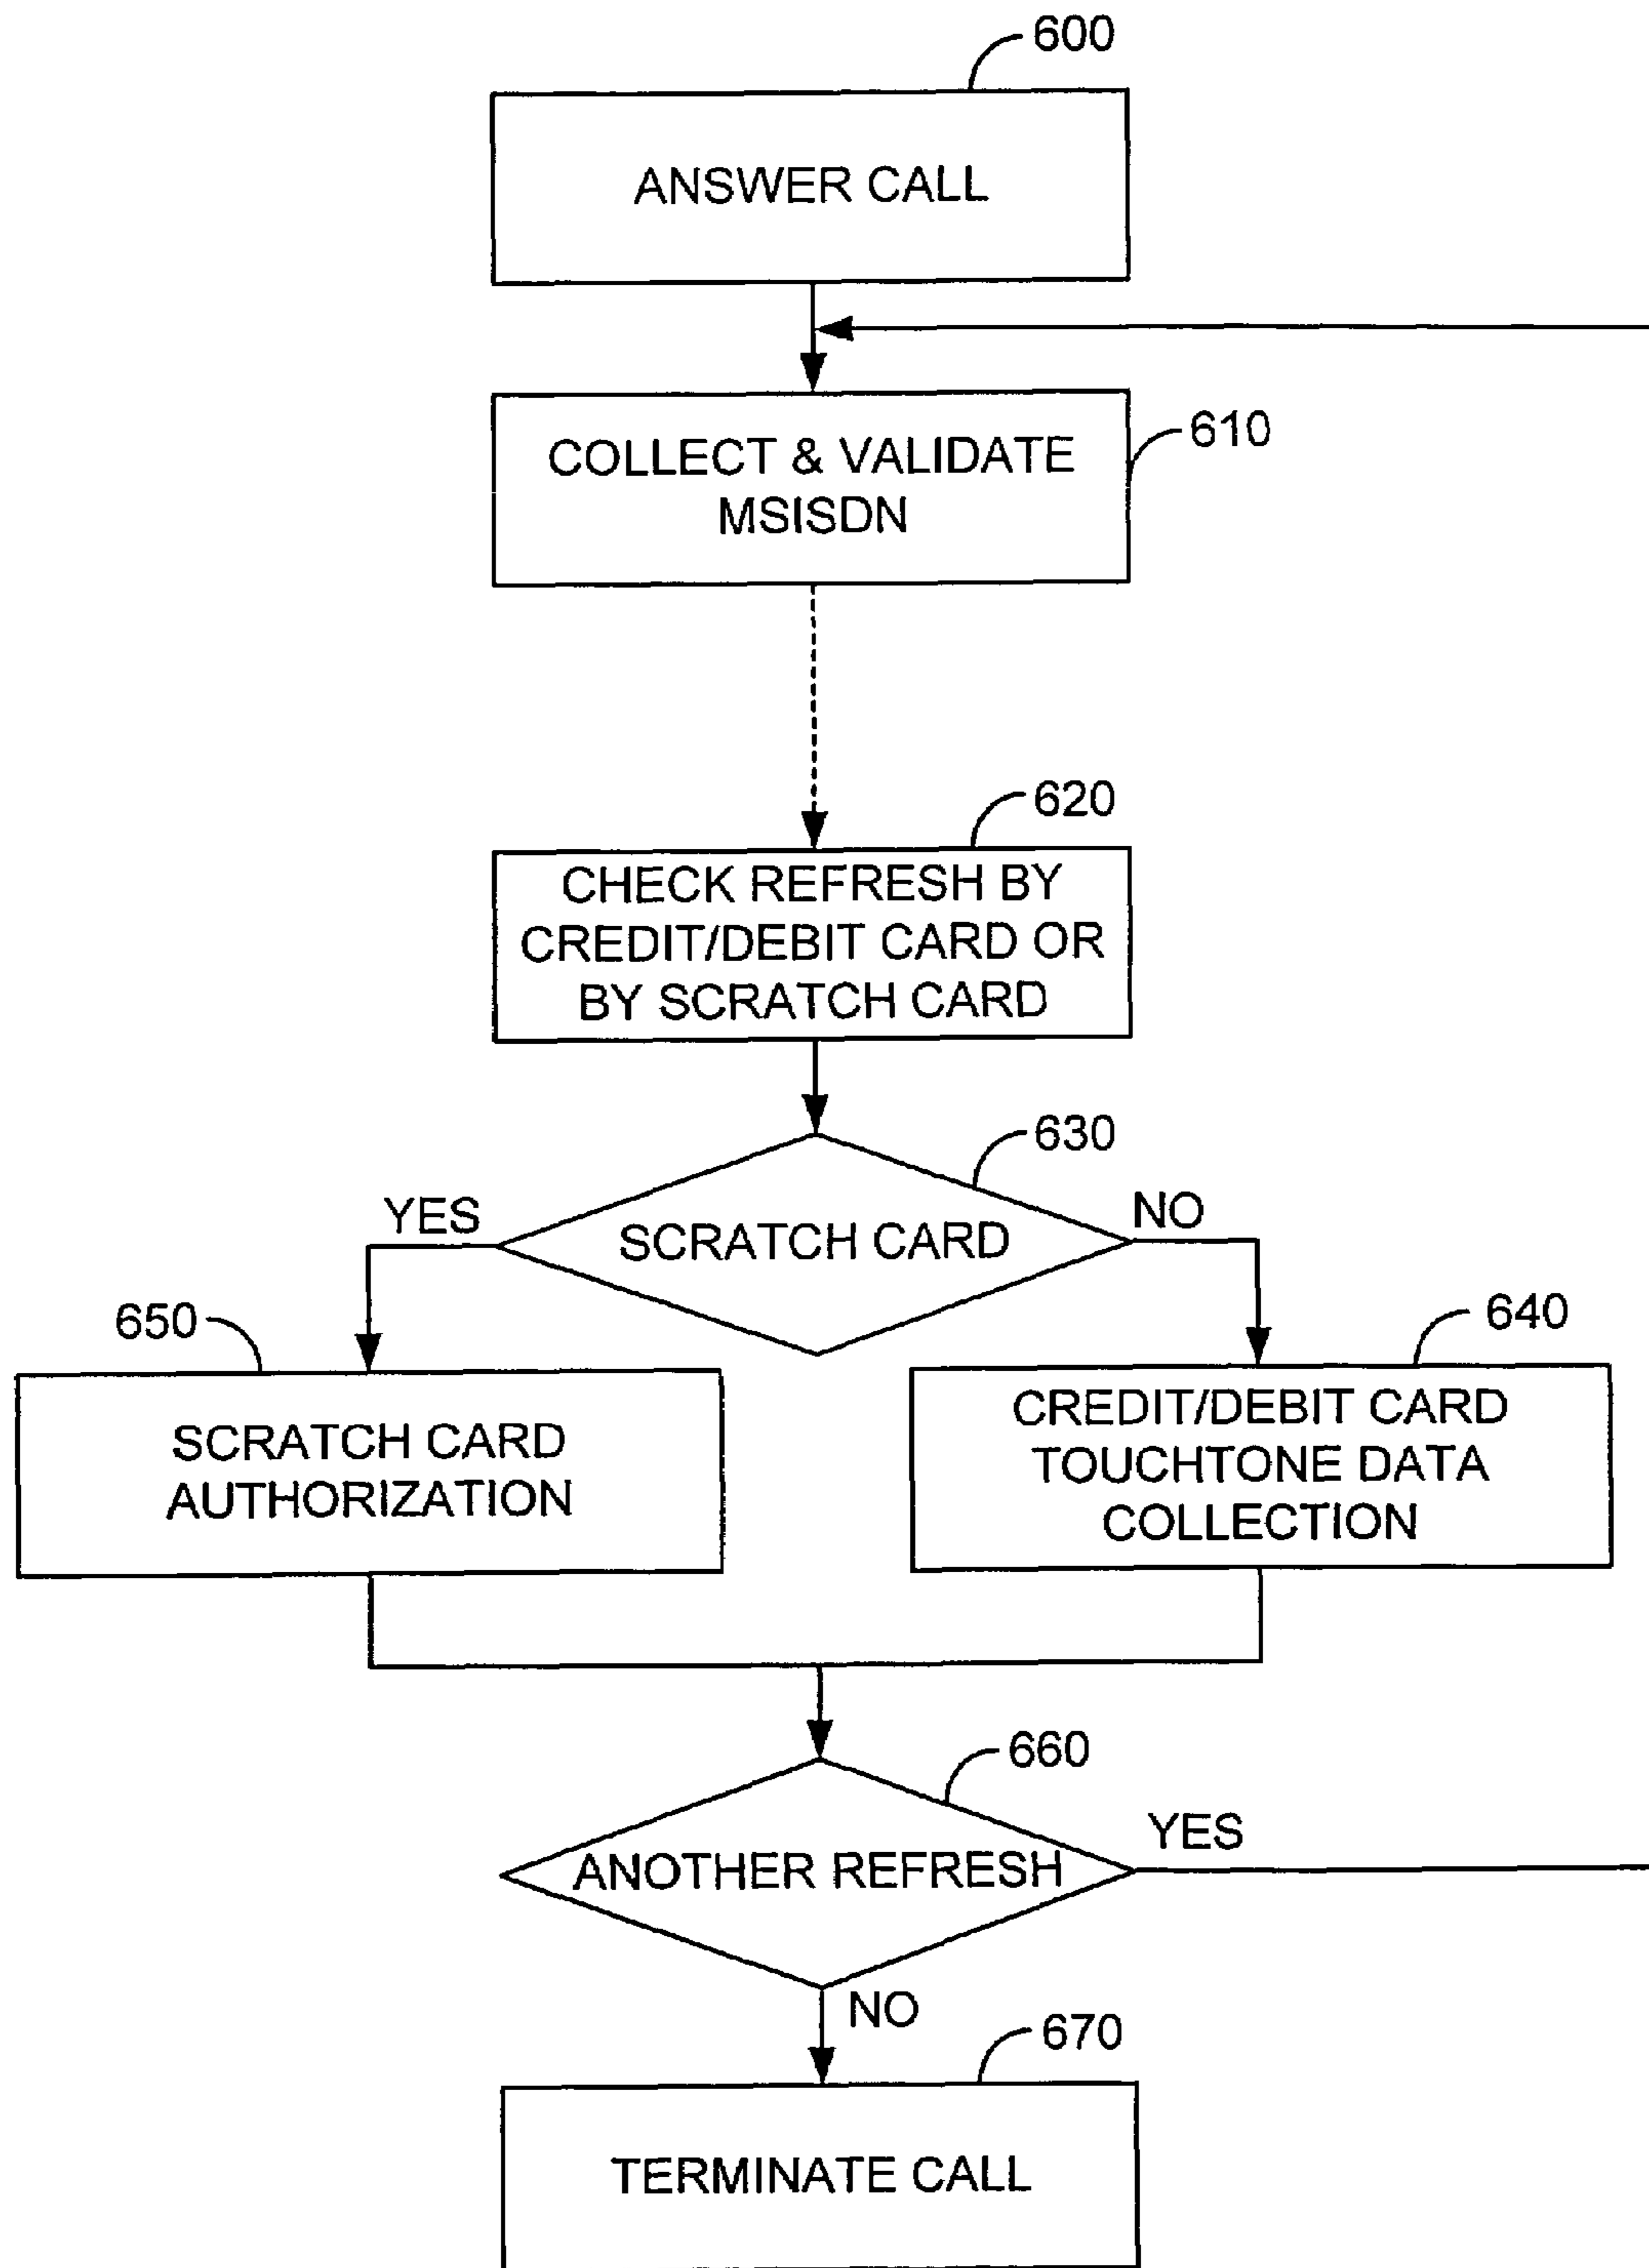 600
ANSWER CALL
610
COLLECT & VALIDATE
MSISDN
620
CHECK REFRESH BY
CREDIT/DEBIT CARD OR
BY SCRATCH CARD
630
YES
NO
SCRATCH CARD
650
640
SCRATCH CARD
AUTHORIZATION
CREDIT/DEBIT CARD
TOUCHTONE DATA
COLLECTION
660
YES
ANOTHER REFRESH
NO
670
TERMINATE CALL